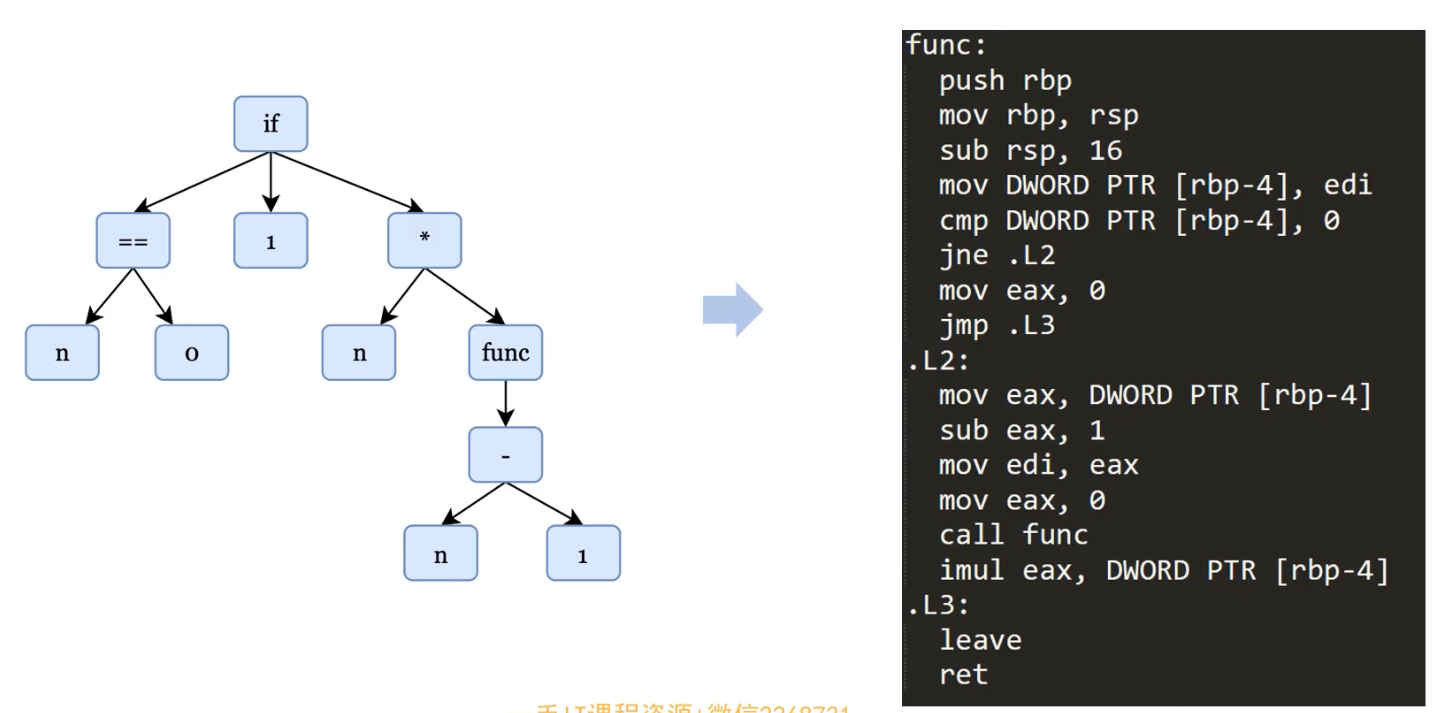 if
== 1 *
n 0 n func
-
n 1
func:
push rbp
mov rbp, rsp
sub rsp, 16
mov DWORD PTR [rbp-4], edi
cmp DWORD PTR [rbp-4], 0
jne .L2
mov eax, 0
jmp .L3
.L2:
mov eax, DWORD PTR [rbp-4]
sub eax, 1
mov edi, eax
mov eax, 0
call func
imul eax, DWORD PTR [rbp-4]
.L3:
leave
ret